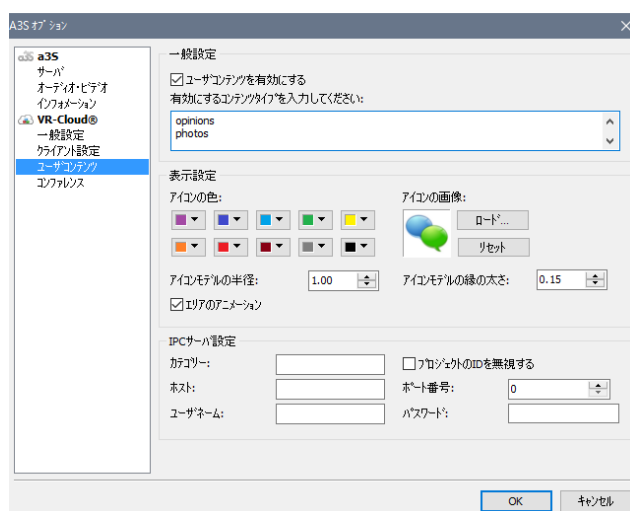 A3S ｵﾌﾟｼｮﾝ
a3S a3S
ｻｰﾊﾞ
ｵｰﾃﾞｨｵ･ﾋﾞﾃﾞｵ
ｲﾝﾌｫﾒｰｼｮﾝ
VR-Cloud®
一般設定
ｸﾗｲｱﾝﾄ設定
ﾕｰｻﾞｺﾝﾃﾝﾂ
ｺﾝﾌｧﾚﾝｽ
一般設定
ﾕｰｻﾞｺﾝﾃﾝﾂを有効にする
有効にするｺﾝﾃﾝﾂﾀｲﾌﾟを入力してください:
opinions
photos
表示設定
ｱｲｺﾝの色:
ｱｲｺﾝの画像:
ﾛｰﾄﾞ...
ﾘｾｯﾄ
ｱｲｺﾝﾓﾃﾞﾙの半径: 1.00
ｱｲｺﾝﾓﾃﾞﾙの縁の太さ: 0.15
ｴﾘｱのｱﾆﾒｰｼｮﾝ
IPCｻｰﾊﾞ設定
ｶﾃｺﾞﾘｰ:
ﾌﾟﾛｼﾞｪｸﾄのIDを無視する
ﾎｽﾄ:
ﾎﾟｰﾄ番号: 0
ﾕｰｻﾞﾈｰﾑ:
ﾊﾟｽﾜｰﾄﾞ:
OK
ｷｬﾝｾﾙ